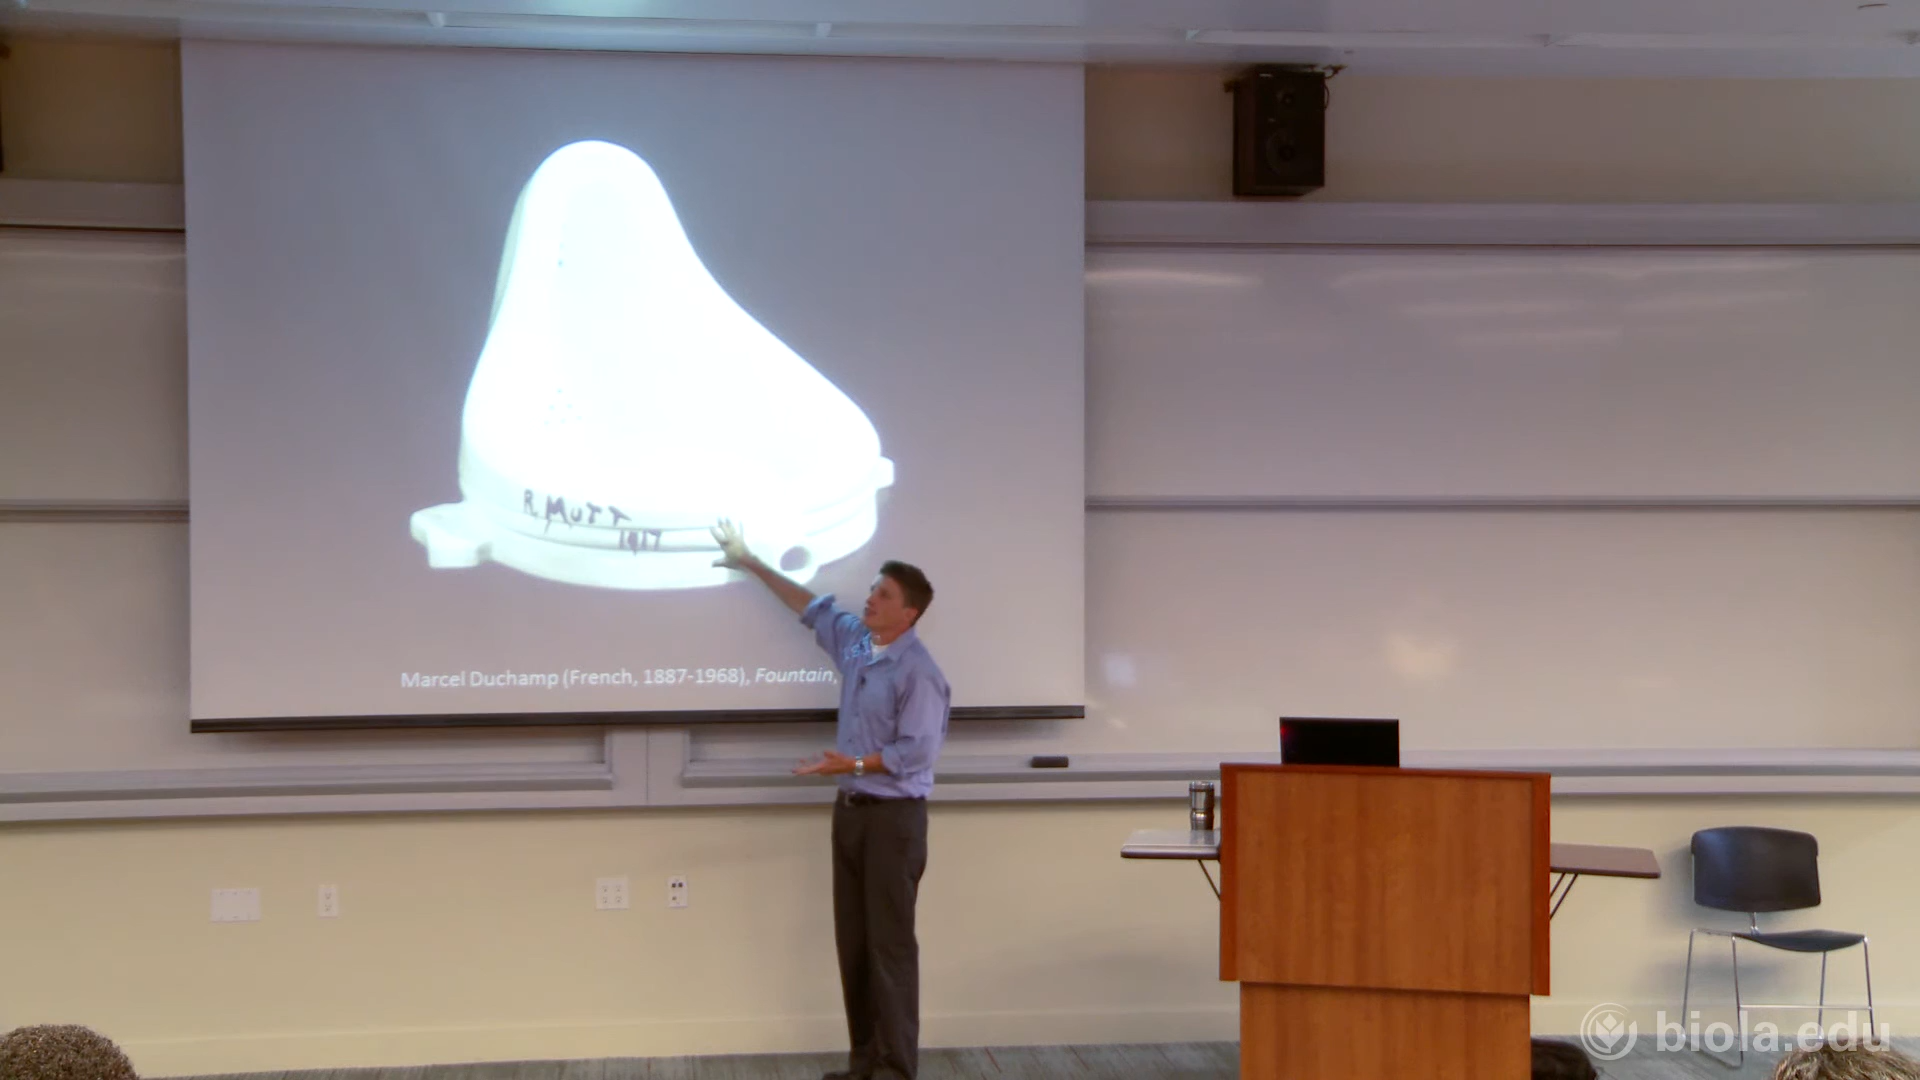 R. MUTT
1917
Marcel Duchamp (French, 1887-1968), Fountain,
biola.edu